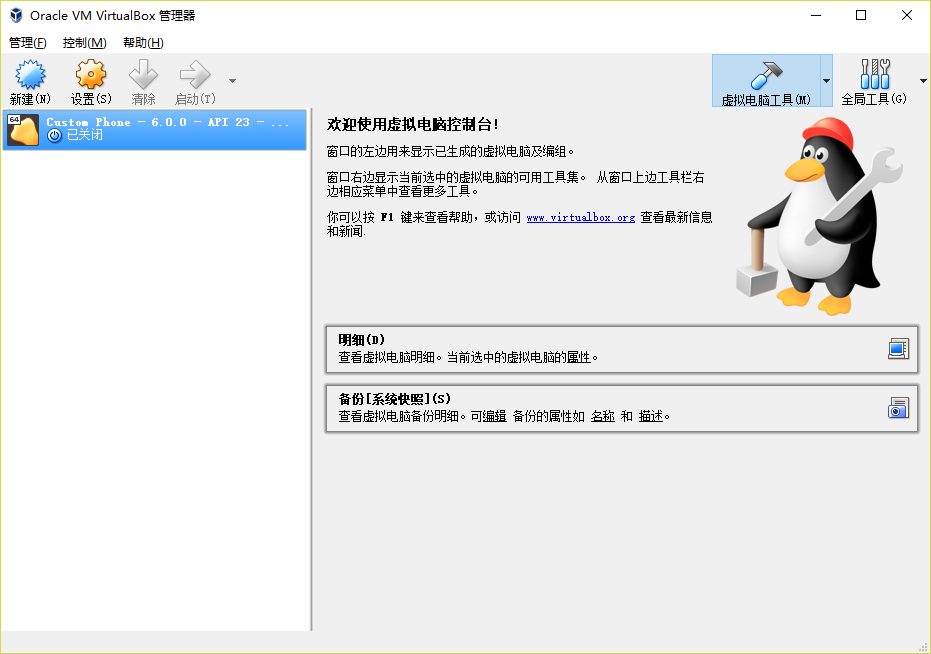 Oracle VM VirtualBox 管理器
管理(F) 控制(M) 帮助(H)
新建(N) 设置(S) 清除 启动(T) 虚拟电脑工具(M) 全局工具(G)
64
Custom Phone - 6.0.0 - API 23 - ...
已关闭
欢迎使用虚拟电脑控制台!
窗口的左边用来显示已生成的虚拟电脑及编组。
窗口右边显示当前选中的虚拟电脑的可用工具集。 从窗口上边工具栏右
边相应菜单中查看更多工具。
你可以按 F1 键来查看帮助，或访问 www.virtualbox.org 查看最新信息
和新闻.
明细(D)
查看虚拟电脑明细。当前选中的虚拟电脑的属性。
备份[系统快照](S)
查看虚拟电脑备份明细。可编辑 备份的属性如 名称 和 描述。